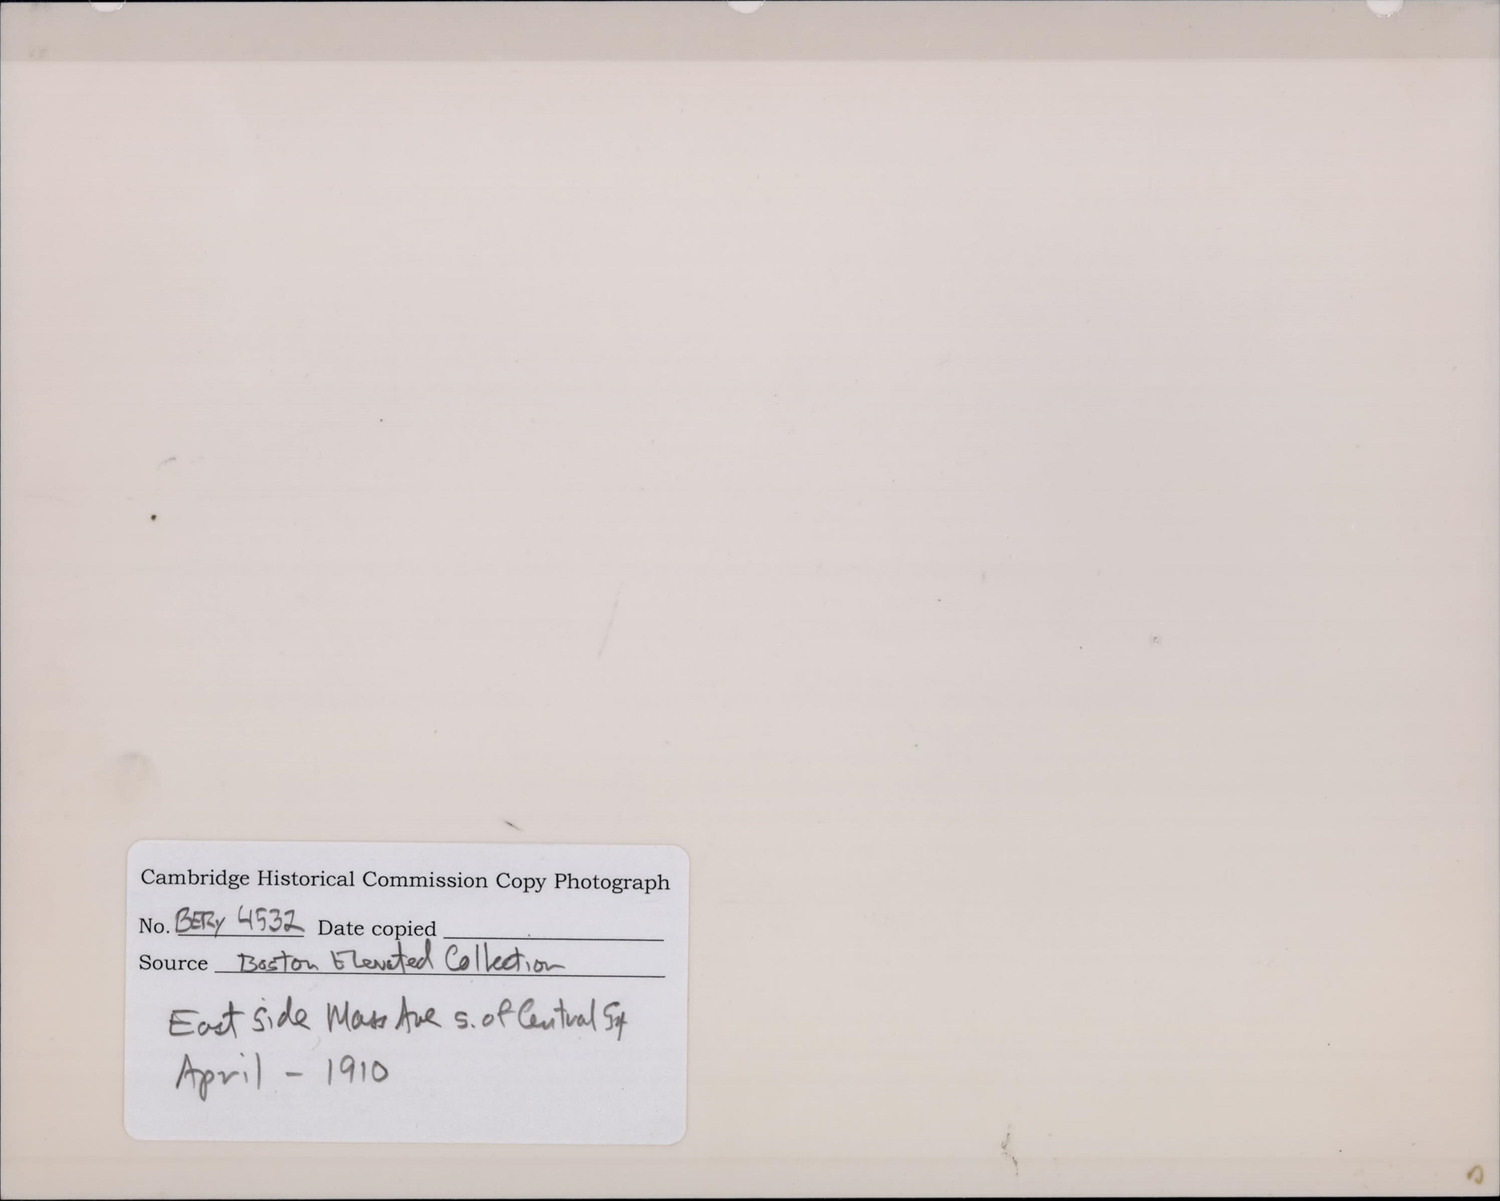 Cambridge Historical Commission Copy Photograph
No. BERy 4532 Date copied
Source Boston Elevated Collection
East side Mass Ave s. of Central Sq
April - 1910